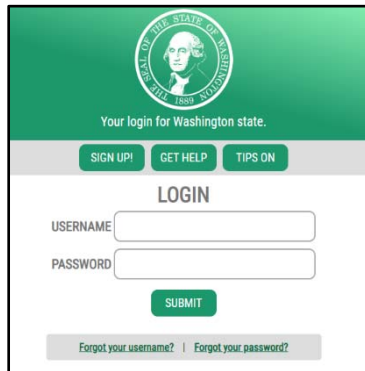 THE SEAL OF THE STATE OF WASHINGTON
1889
Your login for Washington state.
SIGN UP! GET HELP TIPS ON
LOGIN
USERNAME
PASSWORD
SUBMIT
Forgot your username? | Forgot your password?